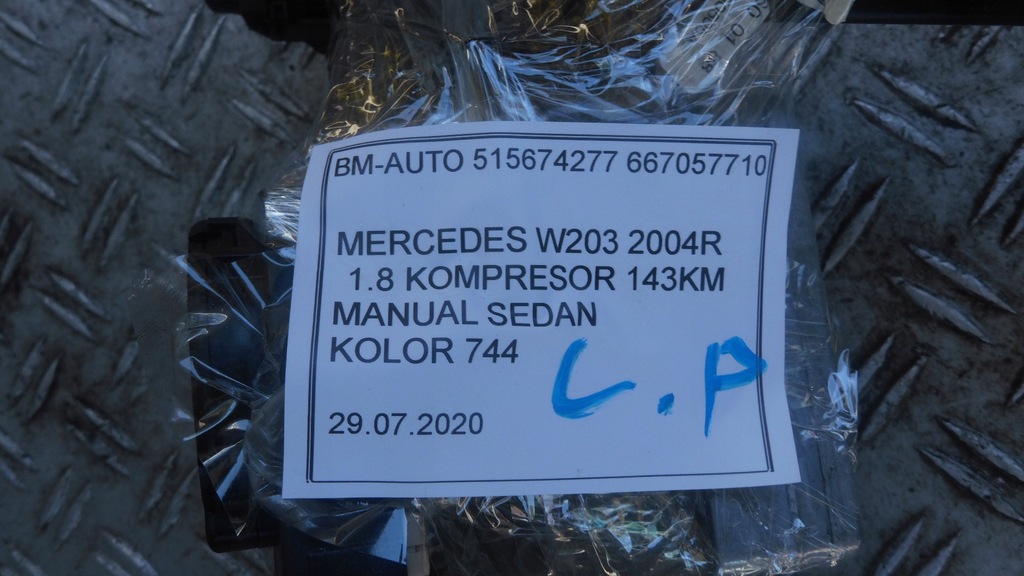 BM-AUTO 515674277 667057710
MERCEDES W203 2004R
1.8 KOMPRESOR 143KM
MANUAL SEDAN
KOLOR 744
L.P
29.07.2020